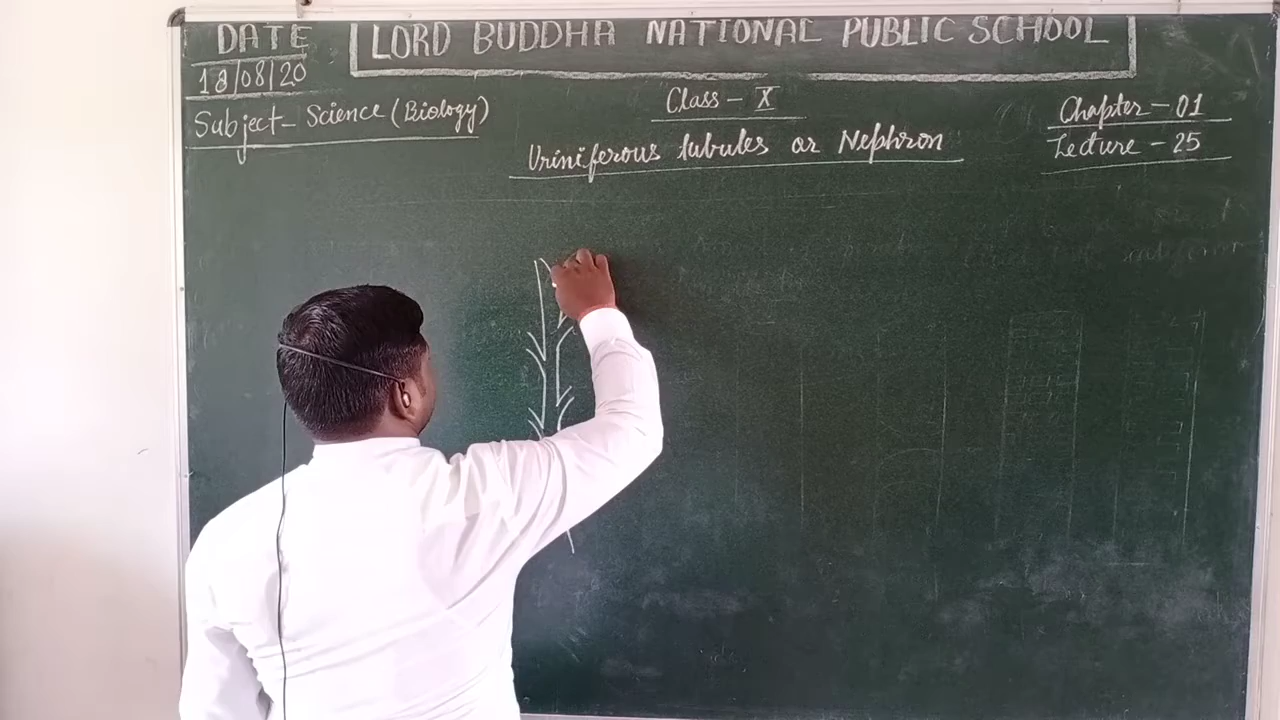 DATE
18/08/20
LORD BUDDHA NATIONAL PUBLIC SCHOOL
Subject- Science (Biology)
Class - X
Chapter - 01
Lecture - 25
Uriniferous tubules or Nephron